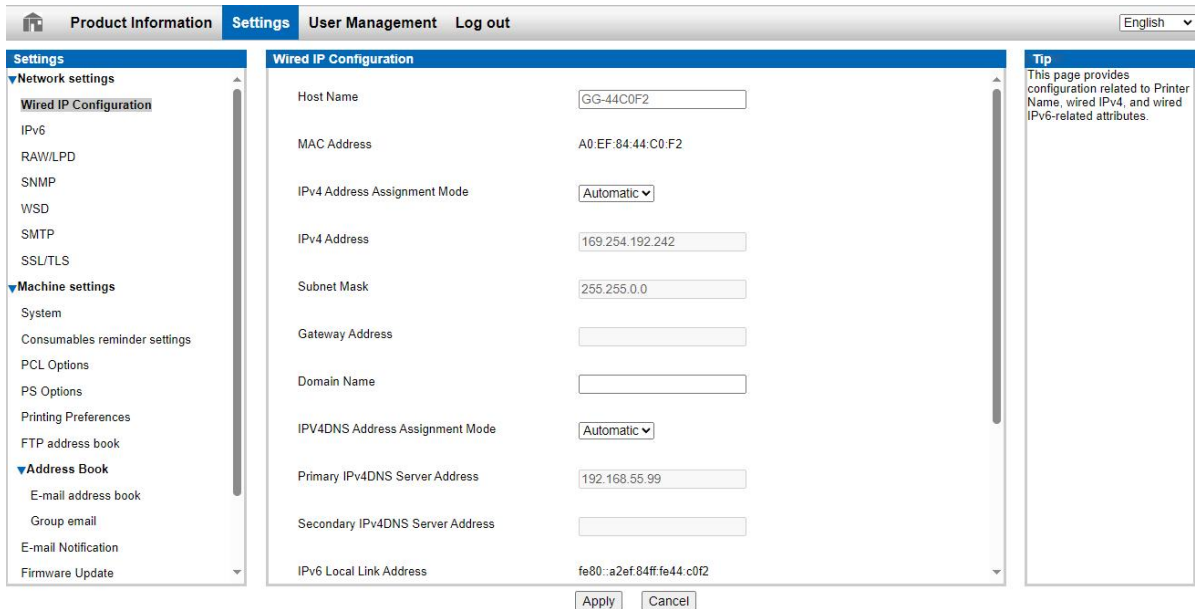 Product Information Settings User Management Log out English
Settings
Network settings
Wired IP Configuration
IPv6
RAW/LPD
SNMP
WSD
SMTP
SSL/TLS
Machine settings
System
Consumables reminder settings
PCL Options
PS Options
Printing Preferences
FTP address book
Address Book
E-mail address book
Group email
E-mail Notification
Firmware Update
Wired IP Configuration
Host Name GG-44C0F2
MAC Address A0:EF:84:44:C0:F2
IPv4 Address Assignment Mode Automatic
IPv4 Address 169.254.192.242
Subnet Mask 255.255.0.0
Gateway Address
Domain Name
IPV4DNS Address Assignment Mode Automatic
Primary IPv4DNS Server Address 192.168.55.99
Secondary IPv4DNS Server Address
IPv6 Local Link Address fe80::a2ef:84ff:fe44:c0f2
Apply Cancel
Tip
This page provides
configuration related to Printer
Name, wired IPv4, and wired
IPv6-related attributes.